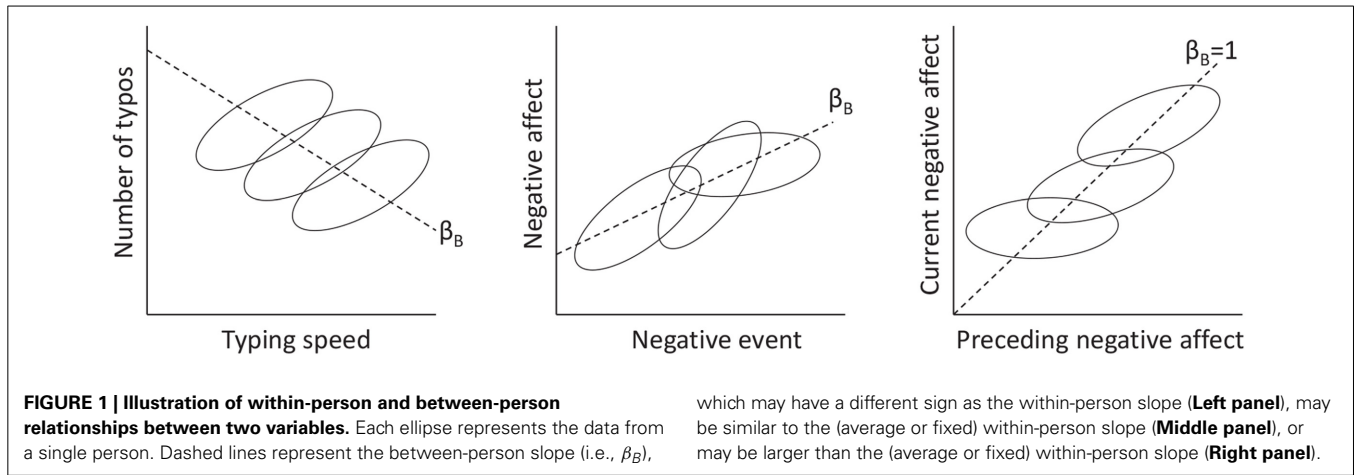 Number of typos
β_B
Typing speed
Negative affect
β_B
Negative event
Current negative affect
β_B=1
Preceding negative affect
FIGURE 1 | Illustration of within-person and between-person
relationships between two variables. Each ellipse represents the data from
a single person. Dashed lines represent the between-person slope (i.e., β_B),
which may have a different sign as the within-person slope (Left panel), may
be similar to the (average or fixed) within-person slope (Middle panel), or
may be larger than the (average or fixed) within-person slope (Right panel).